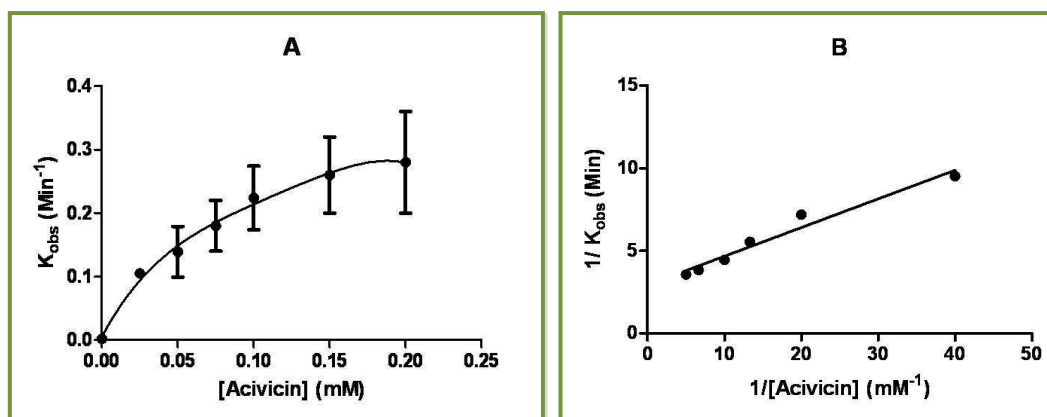 A
K_obs (Min⁻¹)
0.4
0.3
0.2
0.1
0.0
0.00 0.05 0.10 0.15 0.20 0.25
[Acivicin] (mM)
B
1/ K_obs (Min)
15
10
5
0
0 10 20 30 40 50
1/[Acivicin] (mM⁻¹)